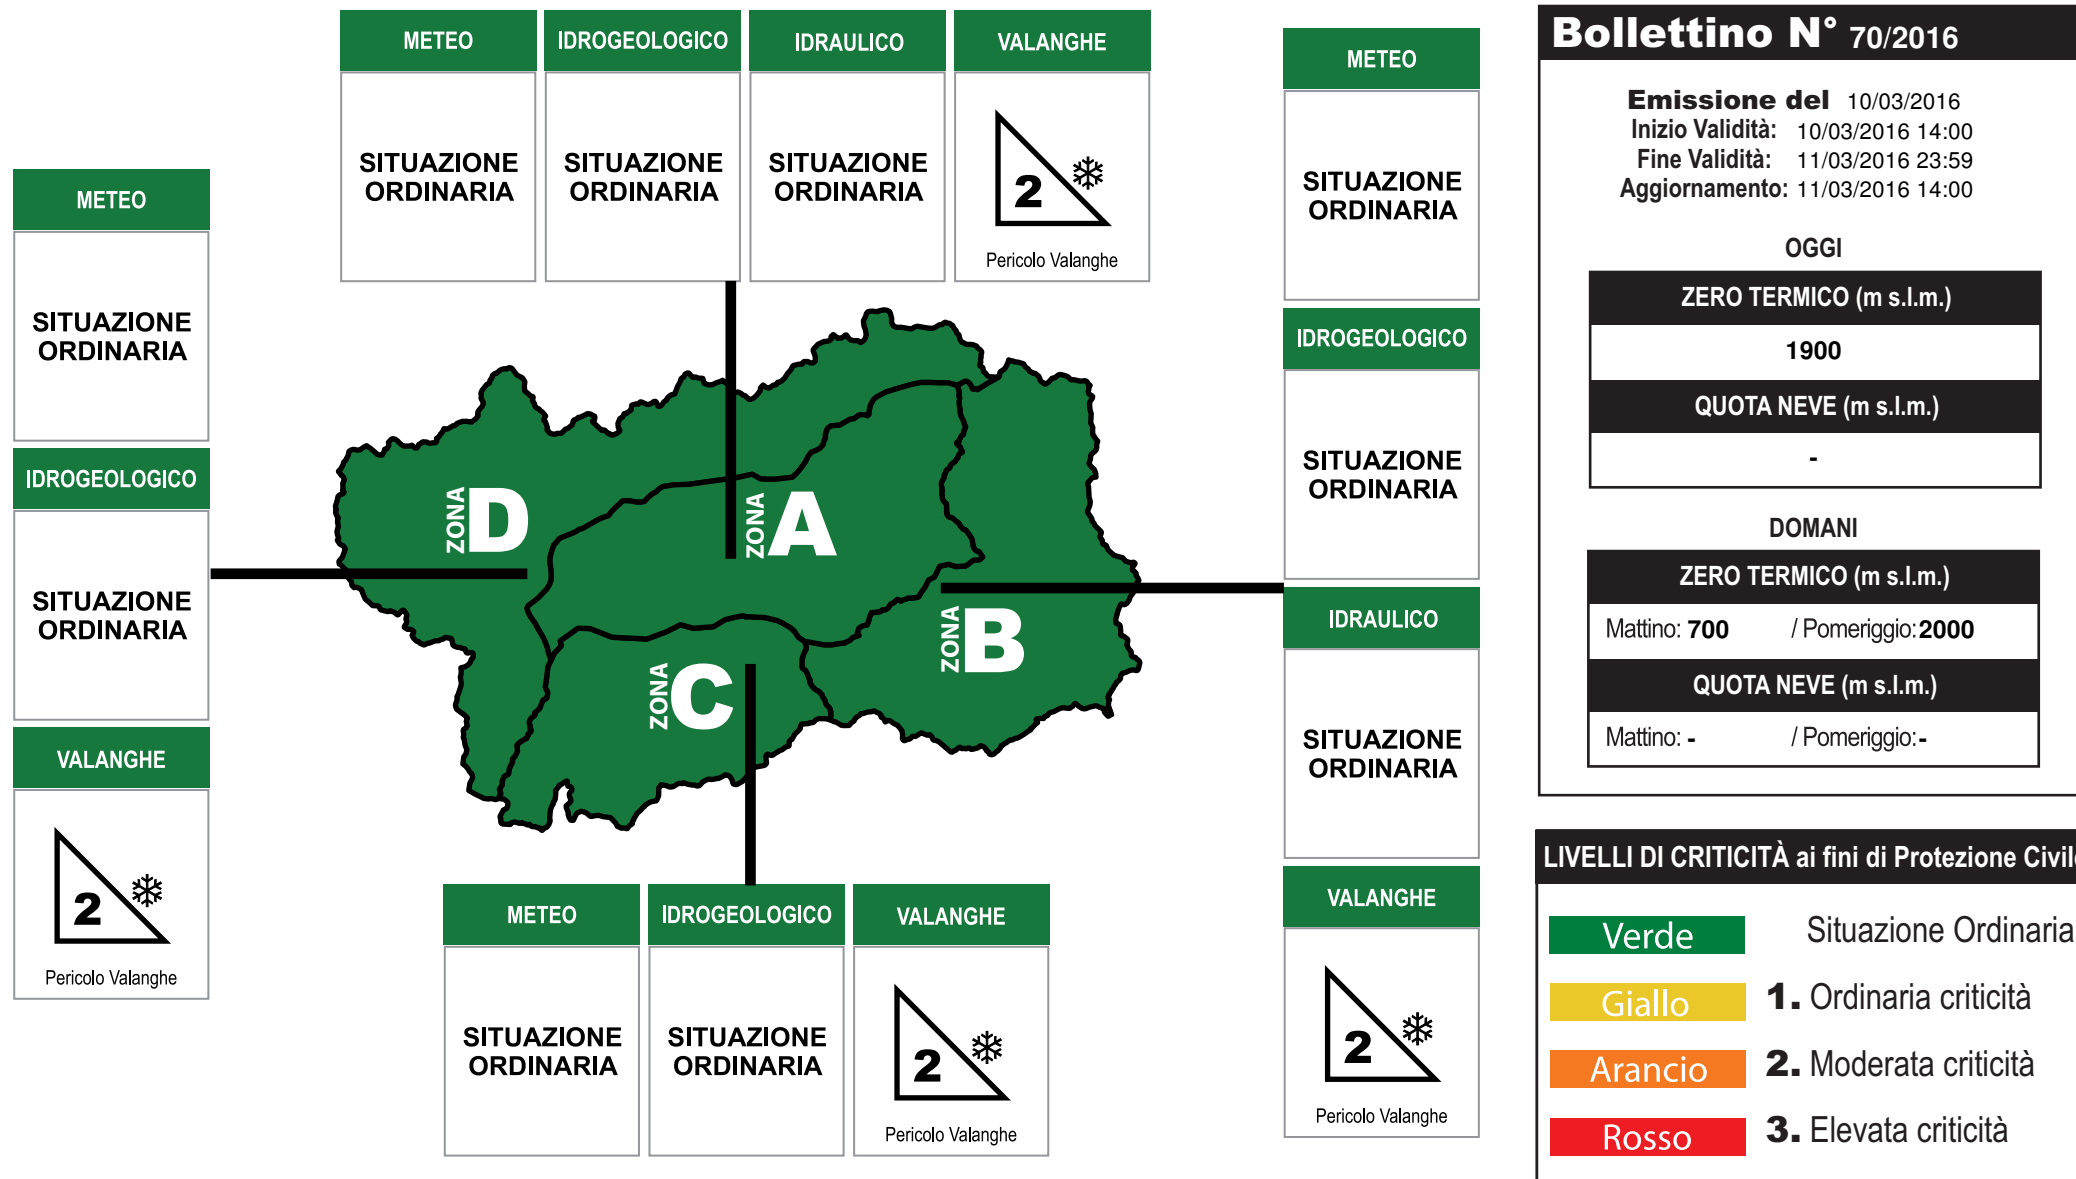 METEO
IDROGEOLOGICO
IDRAULICO
VALANGHE
SITUAZIONE
ORDINARIA
SITUAZIONE
ORDINARIA
SITUAZIONE
ORDINARIA
2
Pericolo Valanghe
METEO
SITUAZIONE
ORDINARIA
IDROGEOLOGICO
SITUAZIONE
ORDINARIA
VALANGHE
2
Pericolo Valanghe
ZONA D
ZONA A
ZONA B
ZONA C
METEO
IDROGEOLOGICO
VALANGHE
SITUAZIONE
ORDINARIA
SITUAZIONE
ORDINARIA
2
Pericolo Valanghe
METEO
SITUAZIONE
ORDINARIA
IDROGEOLOGICO
SITUAZIONE
ORDINARIA
IDRAULICO
SITUAZIONE
ORDINARIA
VALANGHE
2
Pericolo Valanghe
Bollettino N° 70/2016
Emissione del 10/03/2016
Inizio Validità: 10/03/2016 14:00
Fine Validità: 11/03/2016 23:59
Aggiornamento: 11/03/2016 14:00
OGGI
ZERO TERMICO (m s.l.m.)
1900
QUOTA NEVE (m s.l.m.)
-
DOMANI
ZERO TERMICO (m s.l.m.)
Mattino: 700 / Pomeriggio: 2000
QUOTA NEVE (m s.l.m.)
Mattino: - / Pomeriggio: -
LIVELLI DI CRITICITÀ ai fini di Protezione Civile
Verde Situazione Ordinaria
Giallo 1. Ordinaria criticità
Arancio 2. Moderata criticità
Rosso 3. Elevata criticità